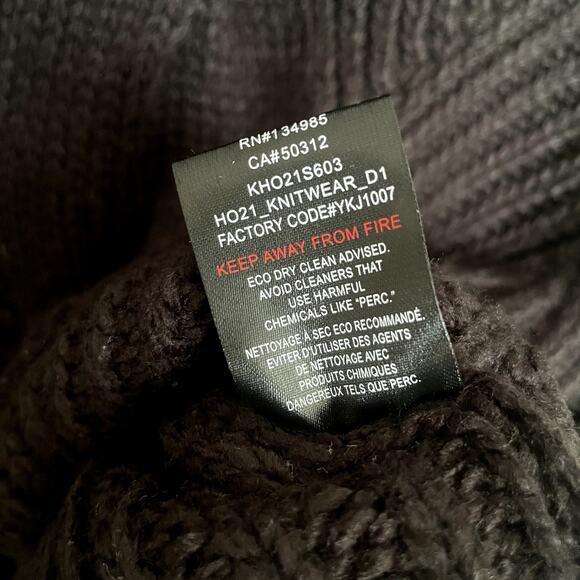 RN#134985
CA#50312
KHO21S603
HO21_KNITWEAR_D1
FACTORY CODE#YKJ1007
KEEP AWAY FROM FIRE
ECO DRY CLEAN ADVISED.
AVOID CLEANERS THAT
USE HARMFUL
CHEMICALS LIKE "PERC."
NETTOYAGE A SEC ECO RECOMMANDÉ.
EVITER D'UTILISER DES AGENTS
DE NETTOYAGE AVEC
PRODUITS CHIMIQUES
DANGEREUX TELS QUE PERC.